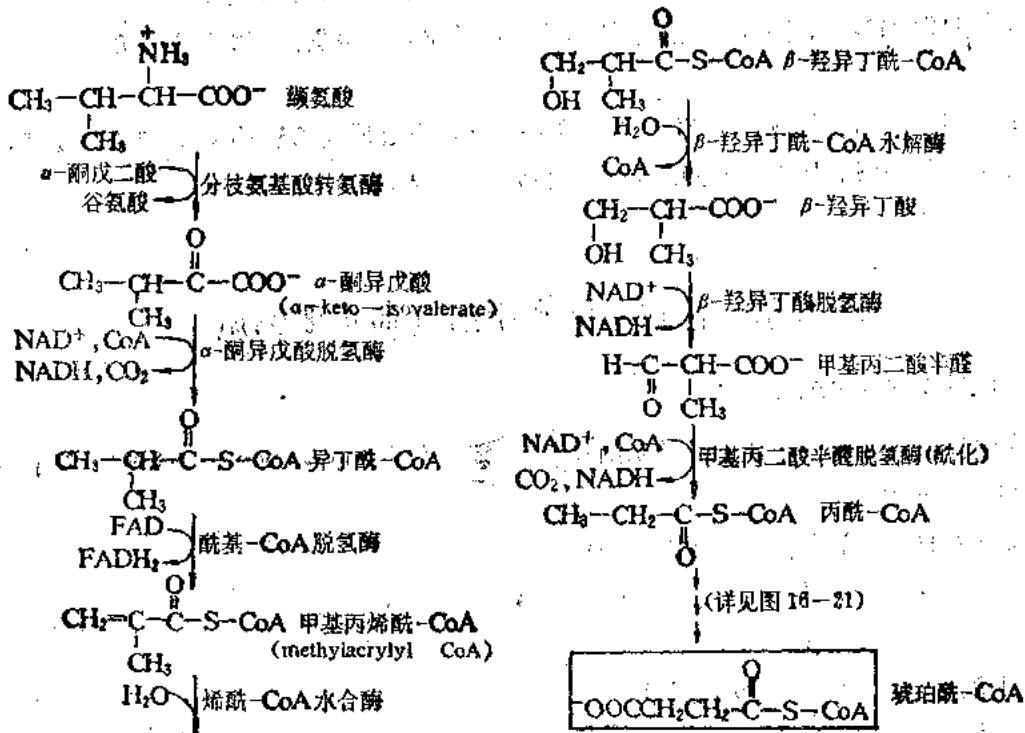 +
NH₃
CH₃—CH—CH—COO⁻ 缬氨酸
CH₃
α-酮戊二酸
谷氨酸
分枝氨基酸转氨酶
O
CH₃—CH—C—COO⁻ α-酮异戊酸
CH₃
(α-keto—isovalerate)
NAD⁺,CoA
NADH,CO₂
α-酮异戊酸脱氢酶
O
CH₃—CH—C—S—CoA 异丁酰-CoA
CH₃
FAD
FADH₂
酰基-CoA脱氢酶
O
CH₂=C—C—S—CoA 甲基丙烯酰-CoA
(methylacrylyl CoA)
CH₃
H₂O
烯酰-CoA水合酶
O
CH₂—CH—C—S—CoA β-羟异丁酰-CoA
OH CH₃
H₂O
CoA
β-羟异丁酰-CoA水解酶
CH₂—CH—COO⁻ β-羟异丁酸
OH CH₃
NAD⁺
NADH
β-羟异丁酶脱氢酶
H—C—CH—COO⁻ 甲基丙二酸半醛
O CH₃
NAD⁺,CoA
CO₂,NADH
甲基丙二酸半醛脱氢酶(酰化)
CH₃—CH₂—C—S—CoA 丙酰-CoA
O
(详见图16—21)
O
⁻OOCCH₂CH₂—C—S—CoA 琥珀酰-CoA